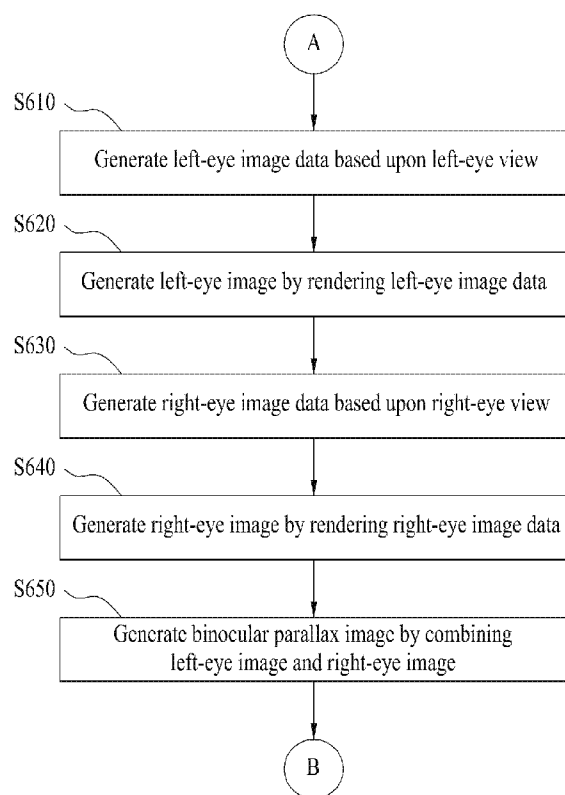 A
S610
Generate left-eye image data based upon left-eye view
S620
Generate left-eye image by rendering left-eye image data
S630
Generate right-eye image data based upon right-eye view
S640
Generate right-eye image by rendering right-eye image data
S650
Generate binocular parallax image by combining
left-eye image and right-eye image
B